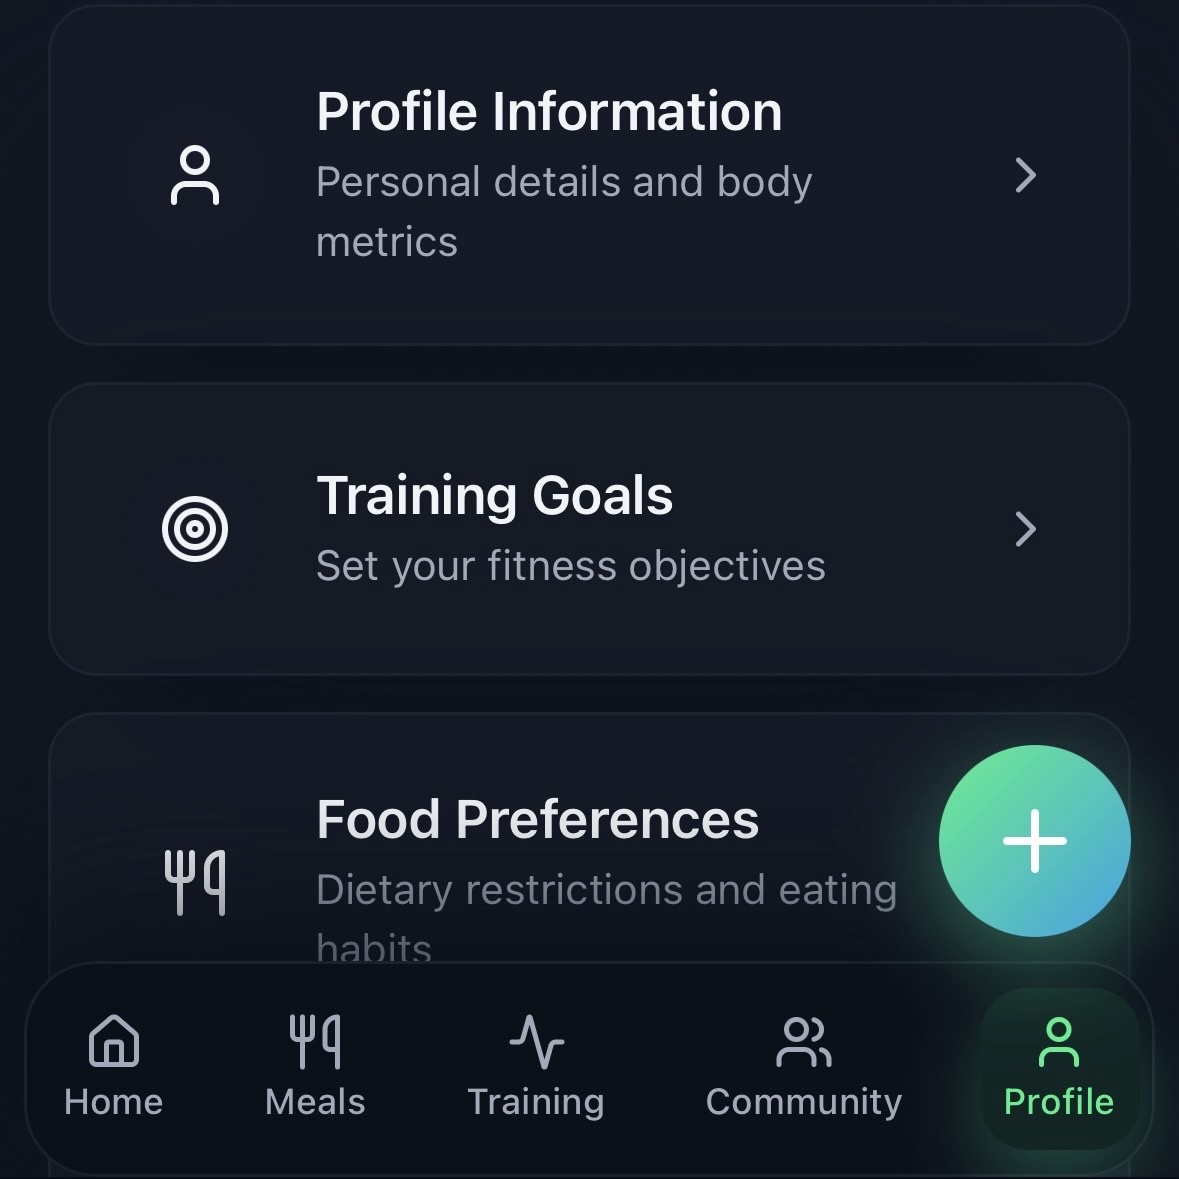 Profile Information
Personal details and body
metrics
Training Goals
Set your fitness objectives
Food Preferences
Dietary restrictions and eating
habits
Home
Meals
Training
Community
Profile